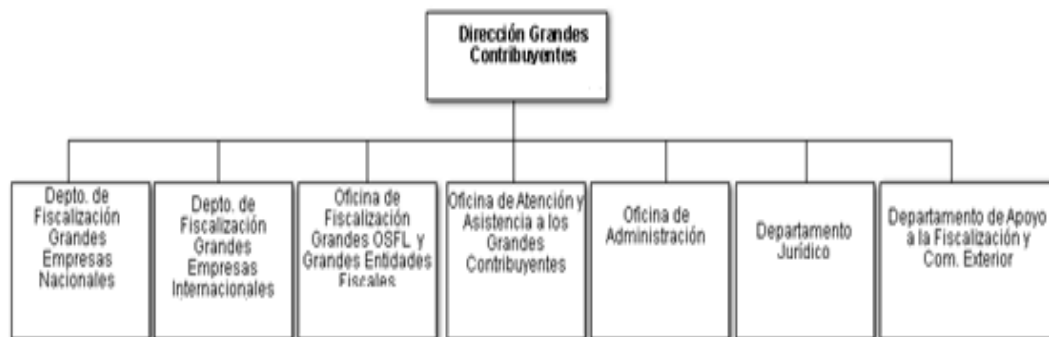 Dirección Grandes
Contribuyentes
Depto. de
Fiscalización
Grandes
Empresas
Nacionales
Depto. de
Fiscalización
Grandes
Empresas
Internacionales
Oficina de
Fiscalización
Grandes OSFL y
Grandes Entidades
Fiscales
Oficina de Atención y
Asistencia a los
Grandes
Contribuyentes
Oficina de
Administración
Departamento
Jurídico
Departamento de Apoyo
a la Fiscalización y
Com. Exterior